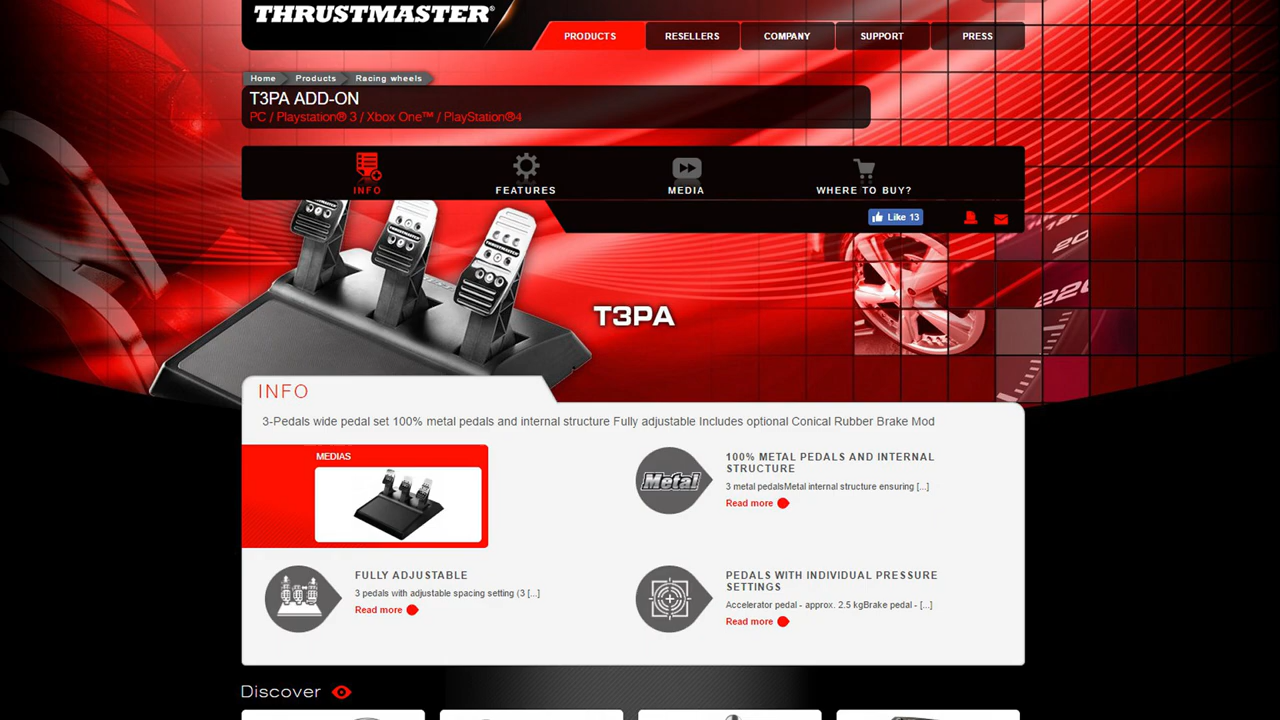 THRUSTMASTER®
PRODUCTS
RESELLERS
COMPANY
SUPPORT
PRESS
Home
Products
Racing wheels
T3PA ADD-ON
PC / Playstation® 3 / Xbox One™ / PlayStation®4
INFO
FEATURES
MEDIA
WHERE TO BUY?
Like 13
THRUSTMASTER
T3PA
INFO
3-Pedals wide pedal set 100% metal pedals and internal structure Fully adjustable Includes optional Conical Rubber Brake Mod
MEDIAS
Metal
100% METAL PEDALS AND INTERNAL
STRUCTURE
3 metal pedalsMetal internal structure ensuring [...]
Read more
FULLY ADJUSTABLE
3 pedals with adjustable spacing setting (3 [...]
Read more
PEDALS WITH INDIVIDUAL PRESSURE
SETTINGS
Accelerator pedal - approx. 2.5 kgBrake pedal - [...]
Read more
Discover